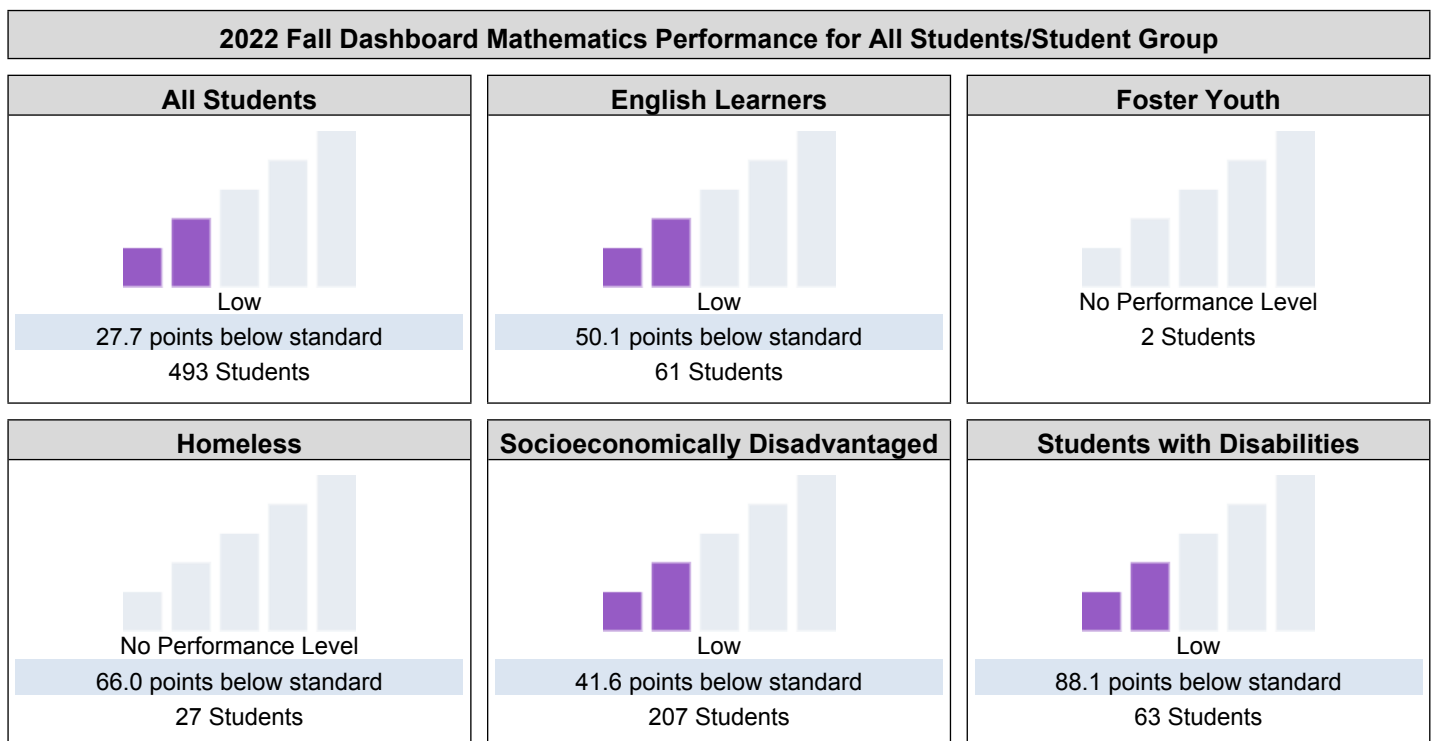 2022 Fall Dashboard Mathematics Performance for All Students/Student Group
All Students
Low
27.7 points below standard
493 Students
English Learners
Low
50.1 points below standard
61 Students
Foster Youth
No Performance Level
2 Students
Homeless
No Performance Level
66.0 points below standard
27 Students
Socioeconomically Disadvantaged
Low
41.6 points below standard
207 Students
Students with Disabilities
Low
88.1 points below standard
63 Students